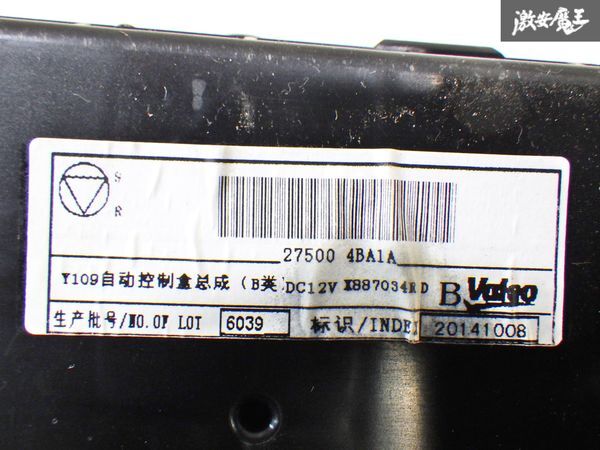 激安魔王
S
R
27500 4BA1A
Y109自动控制盒总成(B类)DC12V X887034RD B Valeo
生产批号/NO.OF LOT 6039 标识/INDEX 20141008